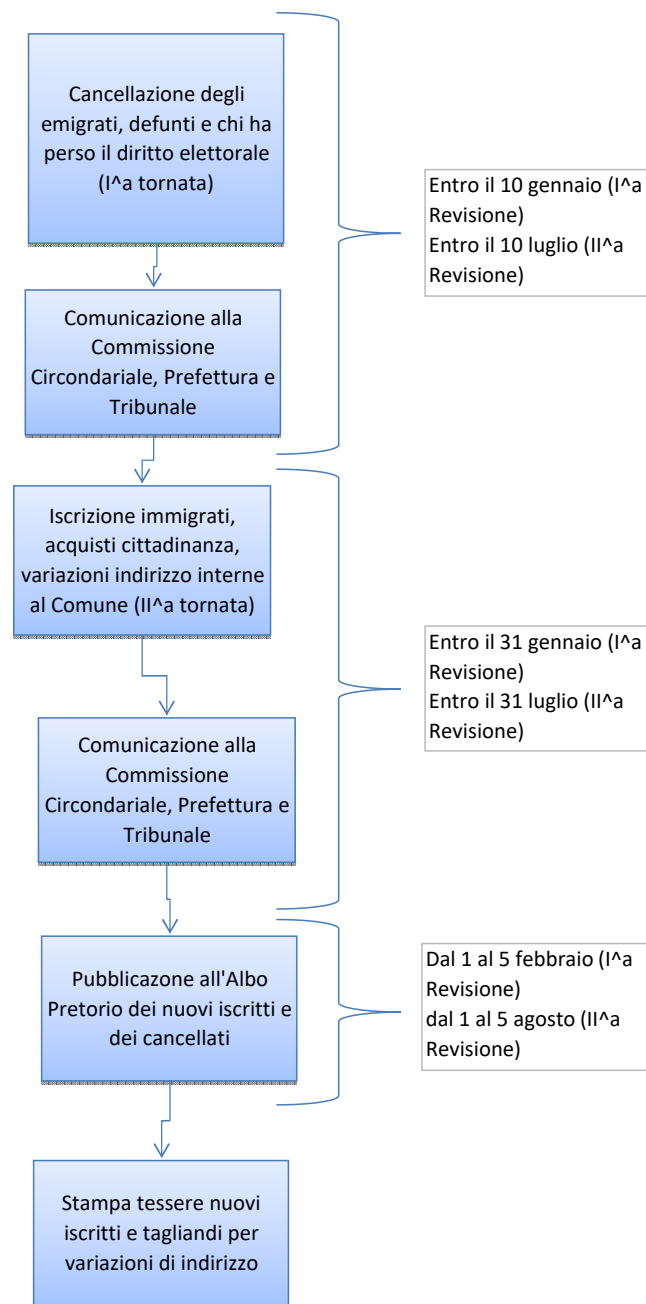 Cancellazione degli
emigrati, defunti e chi ha
perso il diritto elettorale
(I^a tornata)
Entro il 10 gennaio (I^a
Revisione)
Entro il 10 luglio (II^a
Revisione)
Comunicazione alla
Commissione
Circondariale, Prefettura e
Tribunale
Iscrizione immigrati,
acquisti cittadinanza,
variazioni indirizzo interne
al Comune (II^a tornata)
Entro il 31 gennaio (I^a
Revisione)
Entro il 31 luglio (II^a
Revisione)
Comunicazione alla
Commissione
Circondariale, Prefettura e
Tribunale
Pubblicazone all'Albo
Pretorio dei nuovi iscritti e
dei cancellati
Dal 1 al 5 febbraio (I^a
Revisione)
dal 1 al 5 agosto (II^a
Revisione)
Stampa tessere nuovi
iscritti e tagliandi per
variazioni di indirizzo